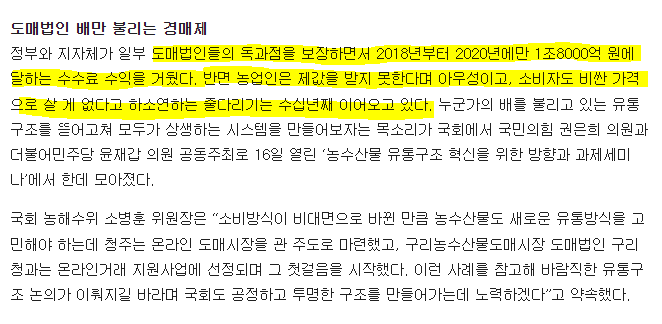 도매법인 배만 불리는 경매제
정부와 지자체가 일부 도매법인들의 독과점을 보장하면서 2018년부터 2020년에만 1조8000억 원에
달하는 수수료 수익을 거뒀다. 반면 농업인은 제값을 받지 못한다며 아우성이고, 소비자도 비싼 가격
으로 살 게 없다고 하소연하는 줄다리기는 수십년째 이어오고 있다. 누군가의 배를 불리고 있는 유통
구조를 뜯어고쳐 모두가 상생하는 시스템을 만들어보자는 목소리가 국회에서 국민의힘 권은희 의원과
더불어민주당 윤재갑 의원 공동주최로 16일 열린 ‘농수산물 유통구조 혁신을 위한 방향과 과제세미
나’에서 한데 모아졌다.
국회 농해수위 소병훈 위원장은 “소비방식이 비대면으로 바뀐 만큼 농수산물도 새로운 유통방식을 고
민해야 하는데 청주는 온라인 도매시장을 관 주도로 마련했고, 구리농수산물도매시장 도매법인 구리
청과는 온라인거래 지원사업에 선정되며 그 첫걸음을 시작했다. 이런 사례를 참고해 바람직한 유통구
조 논의가 이뤄지길 바라며 국회도 공정하고 투명한 구조를 만들어가는데 노력하겠다”고 약속했다.